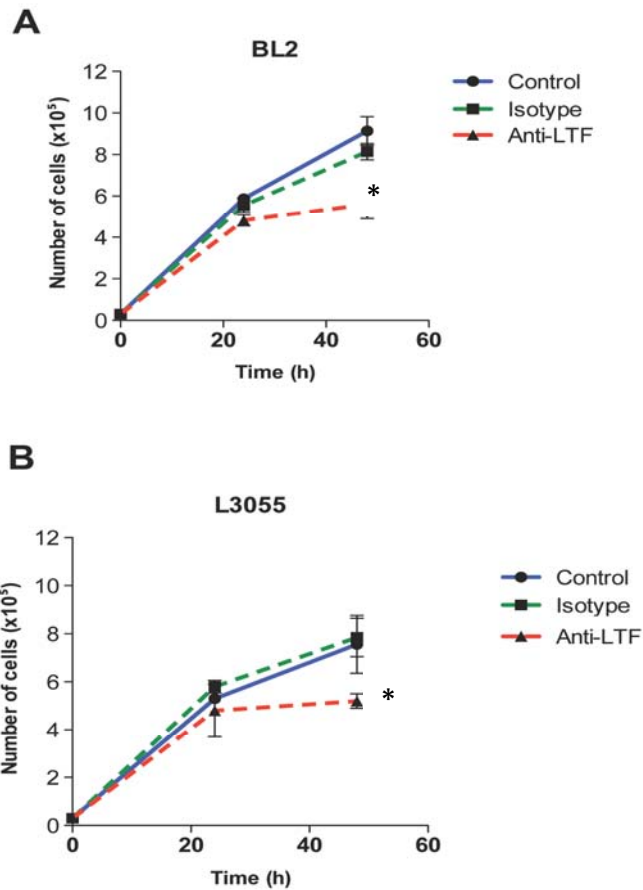 A
BL2
Number of cells (x10⁵)
12
10
8
6
4
2
0
0 20 40 60
Time (h)
Control
Isotype
Anti-LTF
*
B
L3055
Number of cells (x10⁵)
12
10
8
6
4
2
0
0 20 40 60
Time (h)
Control
Isotype
Anti-LTF
*